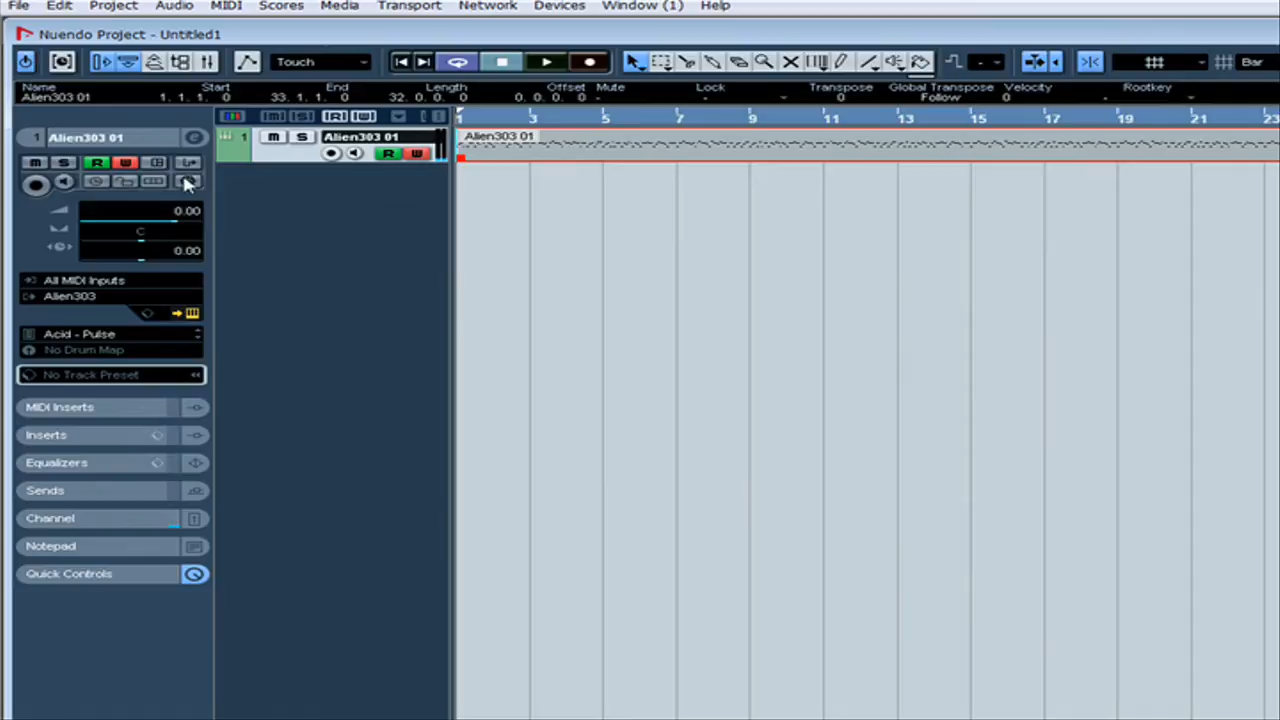 File Edit Project Audio MIDI Scores Media Transport Network Devices Window (1) Help
Nuendo Project - Untitled1
Touch Bar
Name Start End Length Offset Mute Lock Transpose Global Transpose Velocity Rootkey
Alien303 01 1. 1. 1. 0 33. 1. 1. 0 32. 0. 0. 0 0. 0. 0. 0 - - 0 Follow 0 - -
1 Alien303 01 e
[M] [S] [R] [W]
1 3 5 7 9 11 13 15 17 19 21 23
1 m S Alien303 01
R W
Alien303 01
m S R W
0.00
C
0.00
All MIDI Inputs
Alien303
Acid - Pulse
No Drum Map
No Track Preset
MIDI Inserts
Inserts
Equalizers
Sends
Channel
Notepad
Quick Controls